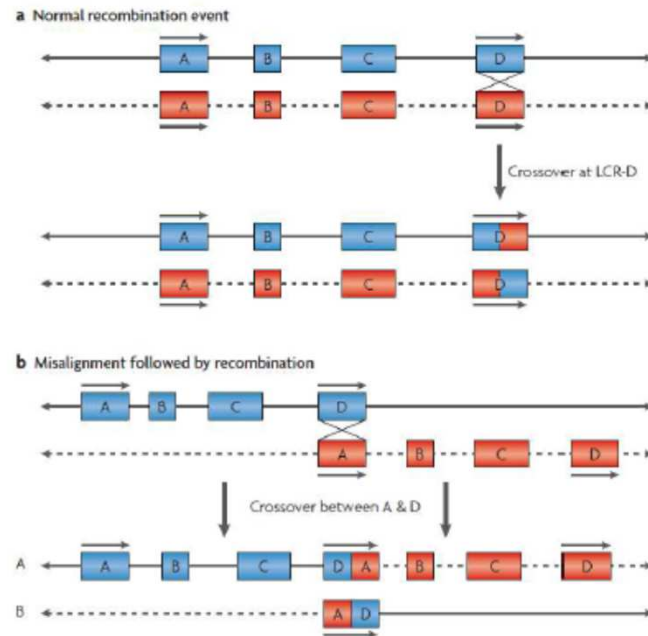 a Normal recombination event
A B C D
A B C D
Crossover at LCR-D
A B C D
A B C D
b Misalignment followed by recombination
A B C D
A B C D
Crossover between A & D
A A B C D A B C D
B A D